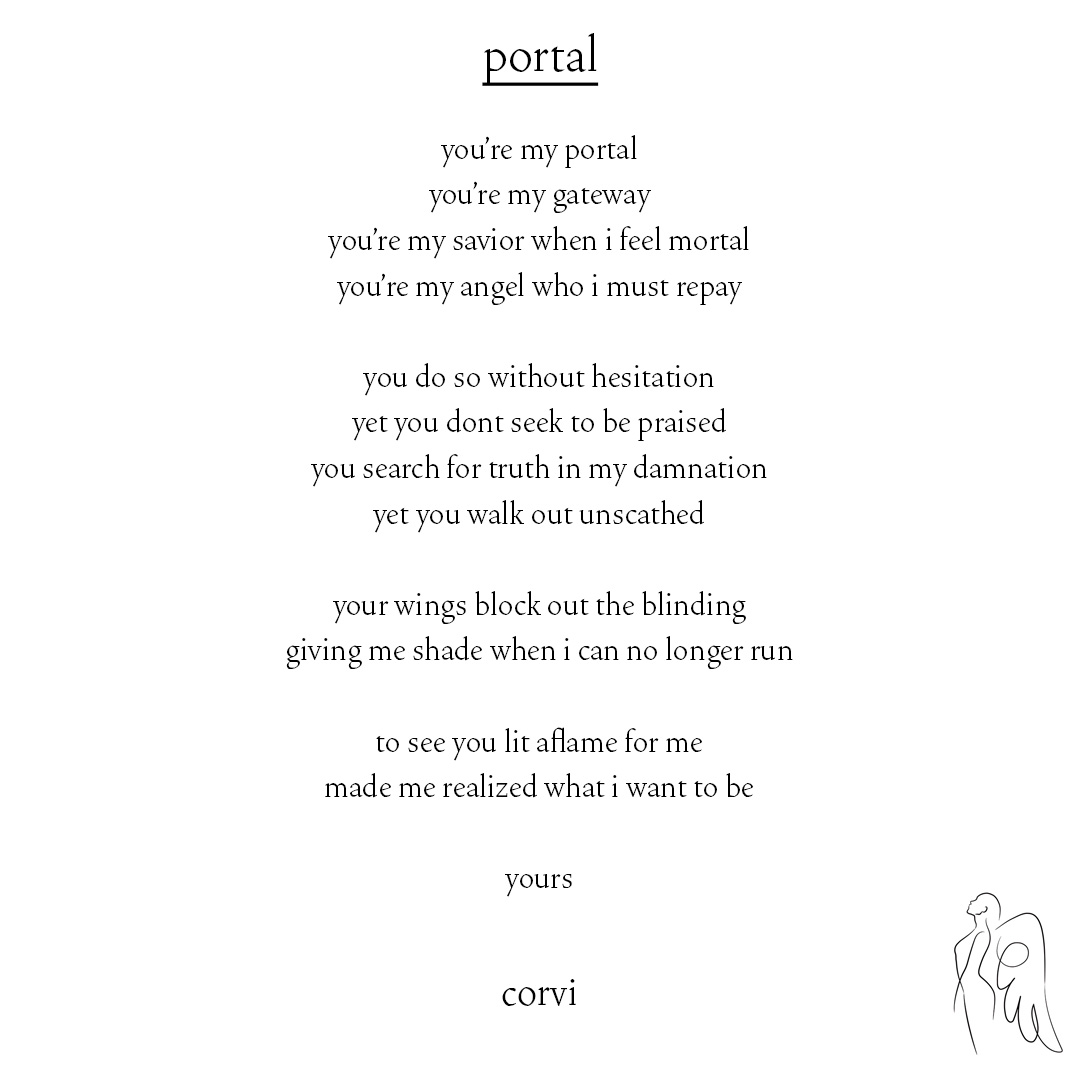 portal
you’re my portal
you’re my gateway
you’re my savior when i feel mortal
you’re my angel who i must repay
you do so without hesitation
yet you dont seek to be praised
you search for truth in my damnation
yet you walk out unscathed
your wings block out the blinding
giving me shade when i can no longer run
to see you lit aflame for me
made me realized what i want to be
yours
corvi